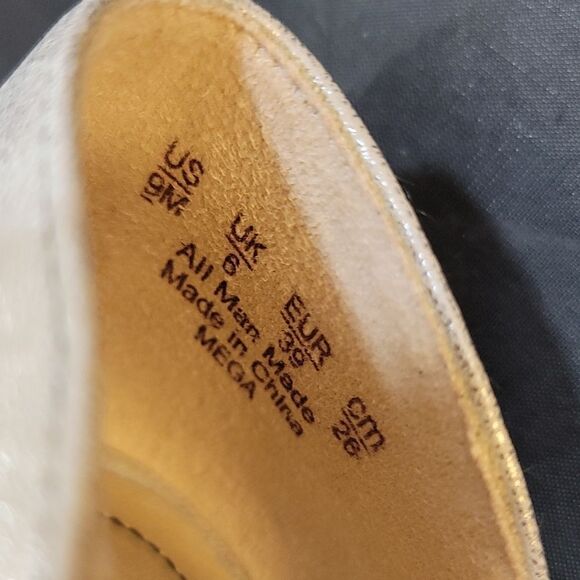 US UK EUR cm
9M 6 39 26
All Man Made
Made in China
MEGA